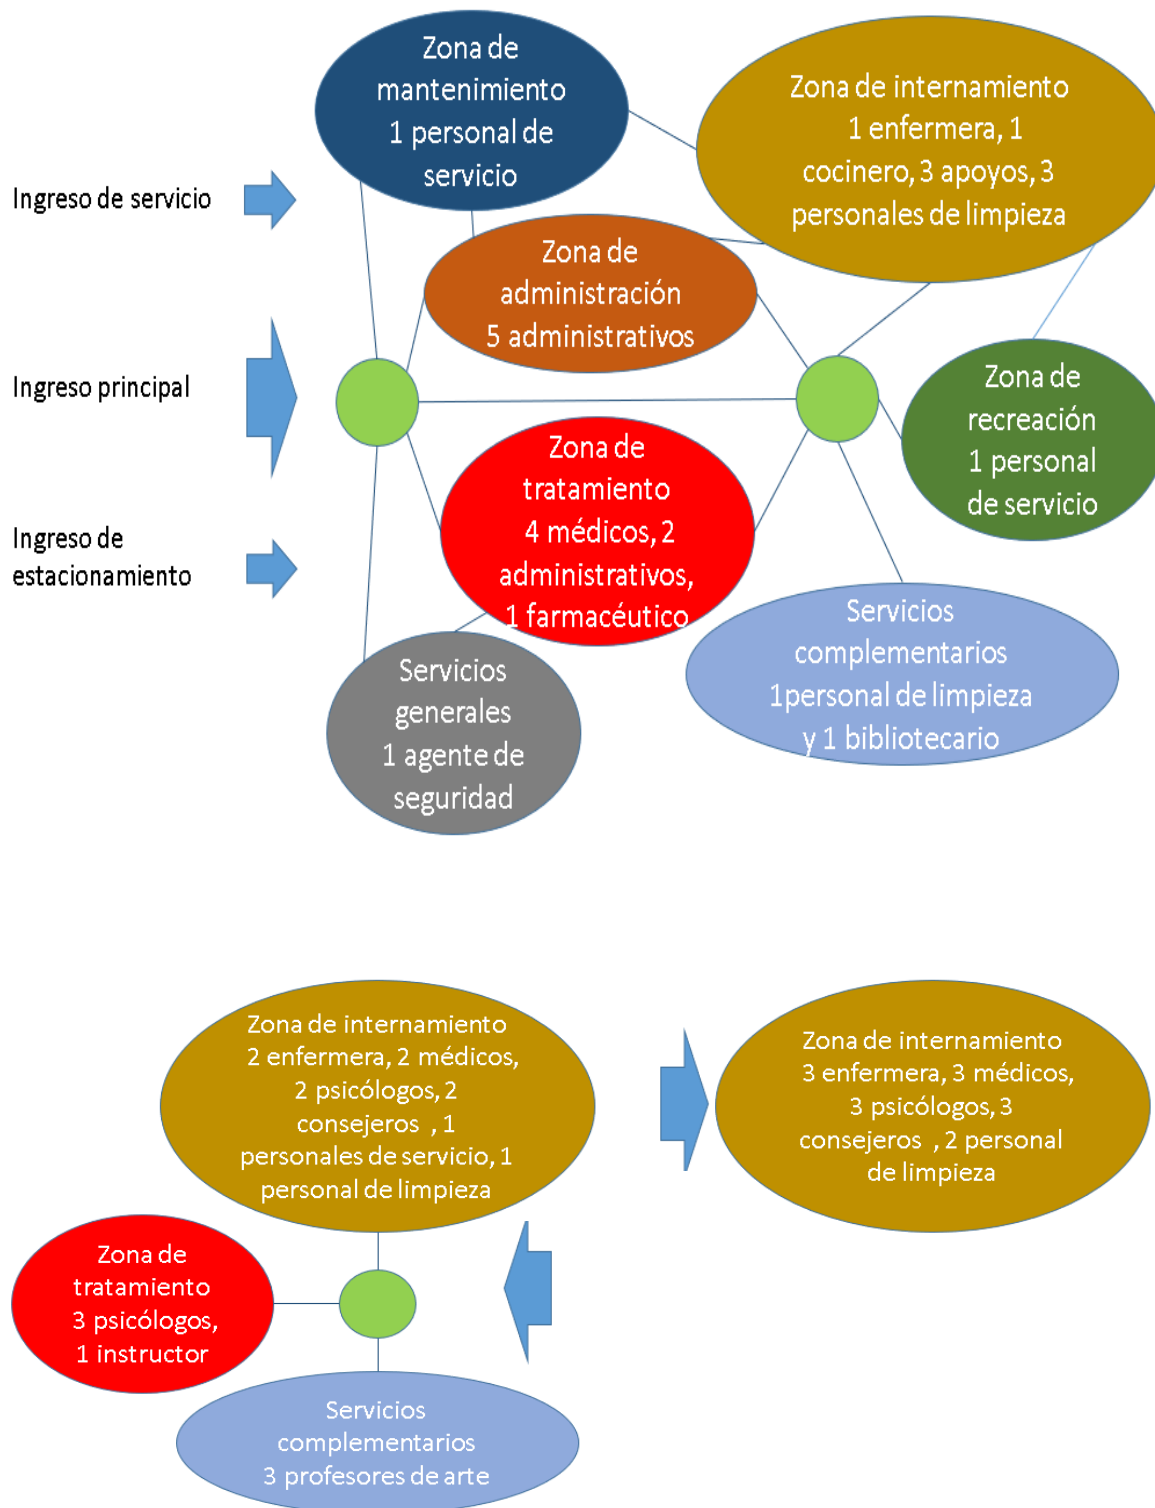 Zona de
mantenimiento
1 personal de
servicio
Zona de internamiento
1 enfermera, 1
cocinero, 3 apoyos, 3
personales de limpieza
Ingreso de servicio
Zona de
administración
5 administrativos
Ingreso principal
Zona de
recreación
1 personal
de servicio
Zona de
tratamiento
4 médicos, 2
administrativos,
1 farmacéutico
Ingreso de
estacionamiento
Servicios
complementarios
1personal de limpieza
y 1 bibliotecario
Servicios
generales
1 agente de
seguridad
Zona de internamiento
2 enfermera, 2 médicos,
2 psicólogos, 2
consejeros , 1
personales de servicio, 1
personal de limpieza
Zona de internamiento
3 enfermera, 3 médicos,
3 psicólogos, 3
consejeros , 2 personal
de limpieza
Zona de
tratamiento
3 psicólogos,
1 instructor
Servicios
complementarios
3 profesores de arte